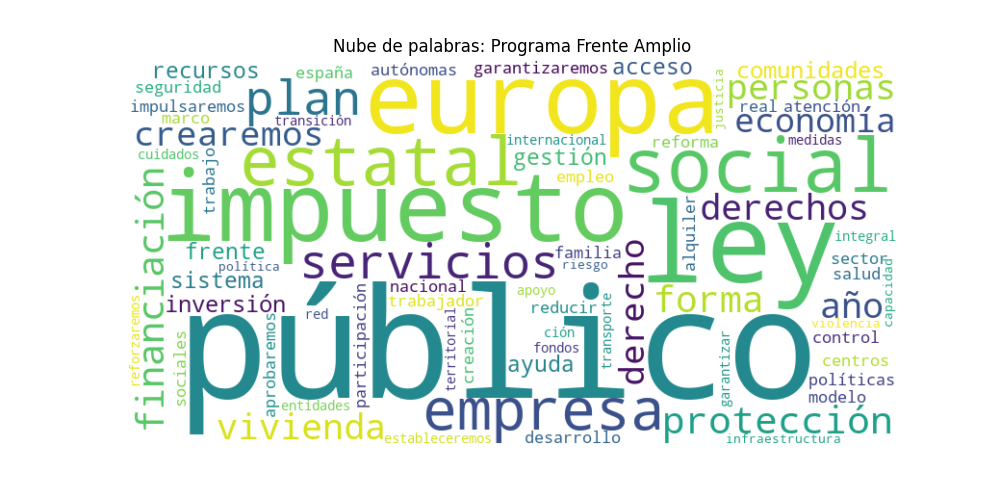 Nube de palabras: Programa Frente Amplio
recursos
españa
autónomas
garantizaremos
acceso
comunidades
seguridad
plan
europa
justicia
personas
impulsaremos
real
atención
marco
transición
crearemos
economía
internacional
reforma
medidas
cuidados
trabajo
estatal
gestión
social
empleo
financiación
impuesto
ley
alquiler
derechos
integral
frente
servicios
familia
derecho
sector
política
riesgo
sistema
salud
capacidad
nacional
apoyo
inversión
trabajador
reducir
forma
año
reforzaremos
público
red
participación
territorial
creación
ción
transporte
violencia
control
sociales
aprobaremos
fondos
garantizar
ayuda
centros
políticas
modelo
entidades
vivienda
empresa
protección
estableceremos
desarrollo
infraestructura